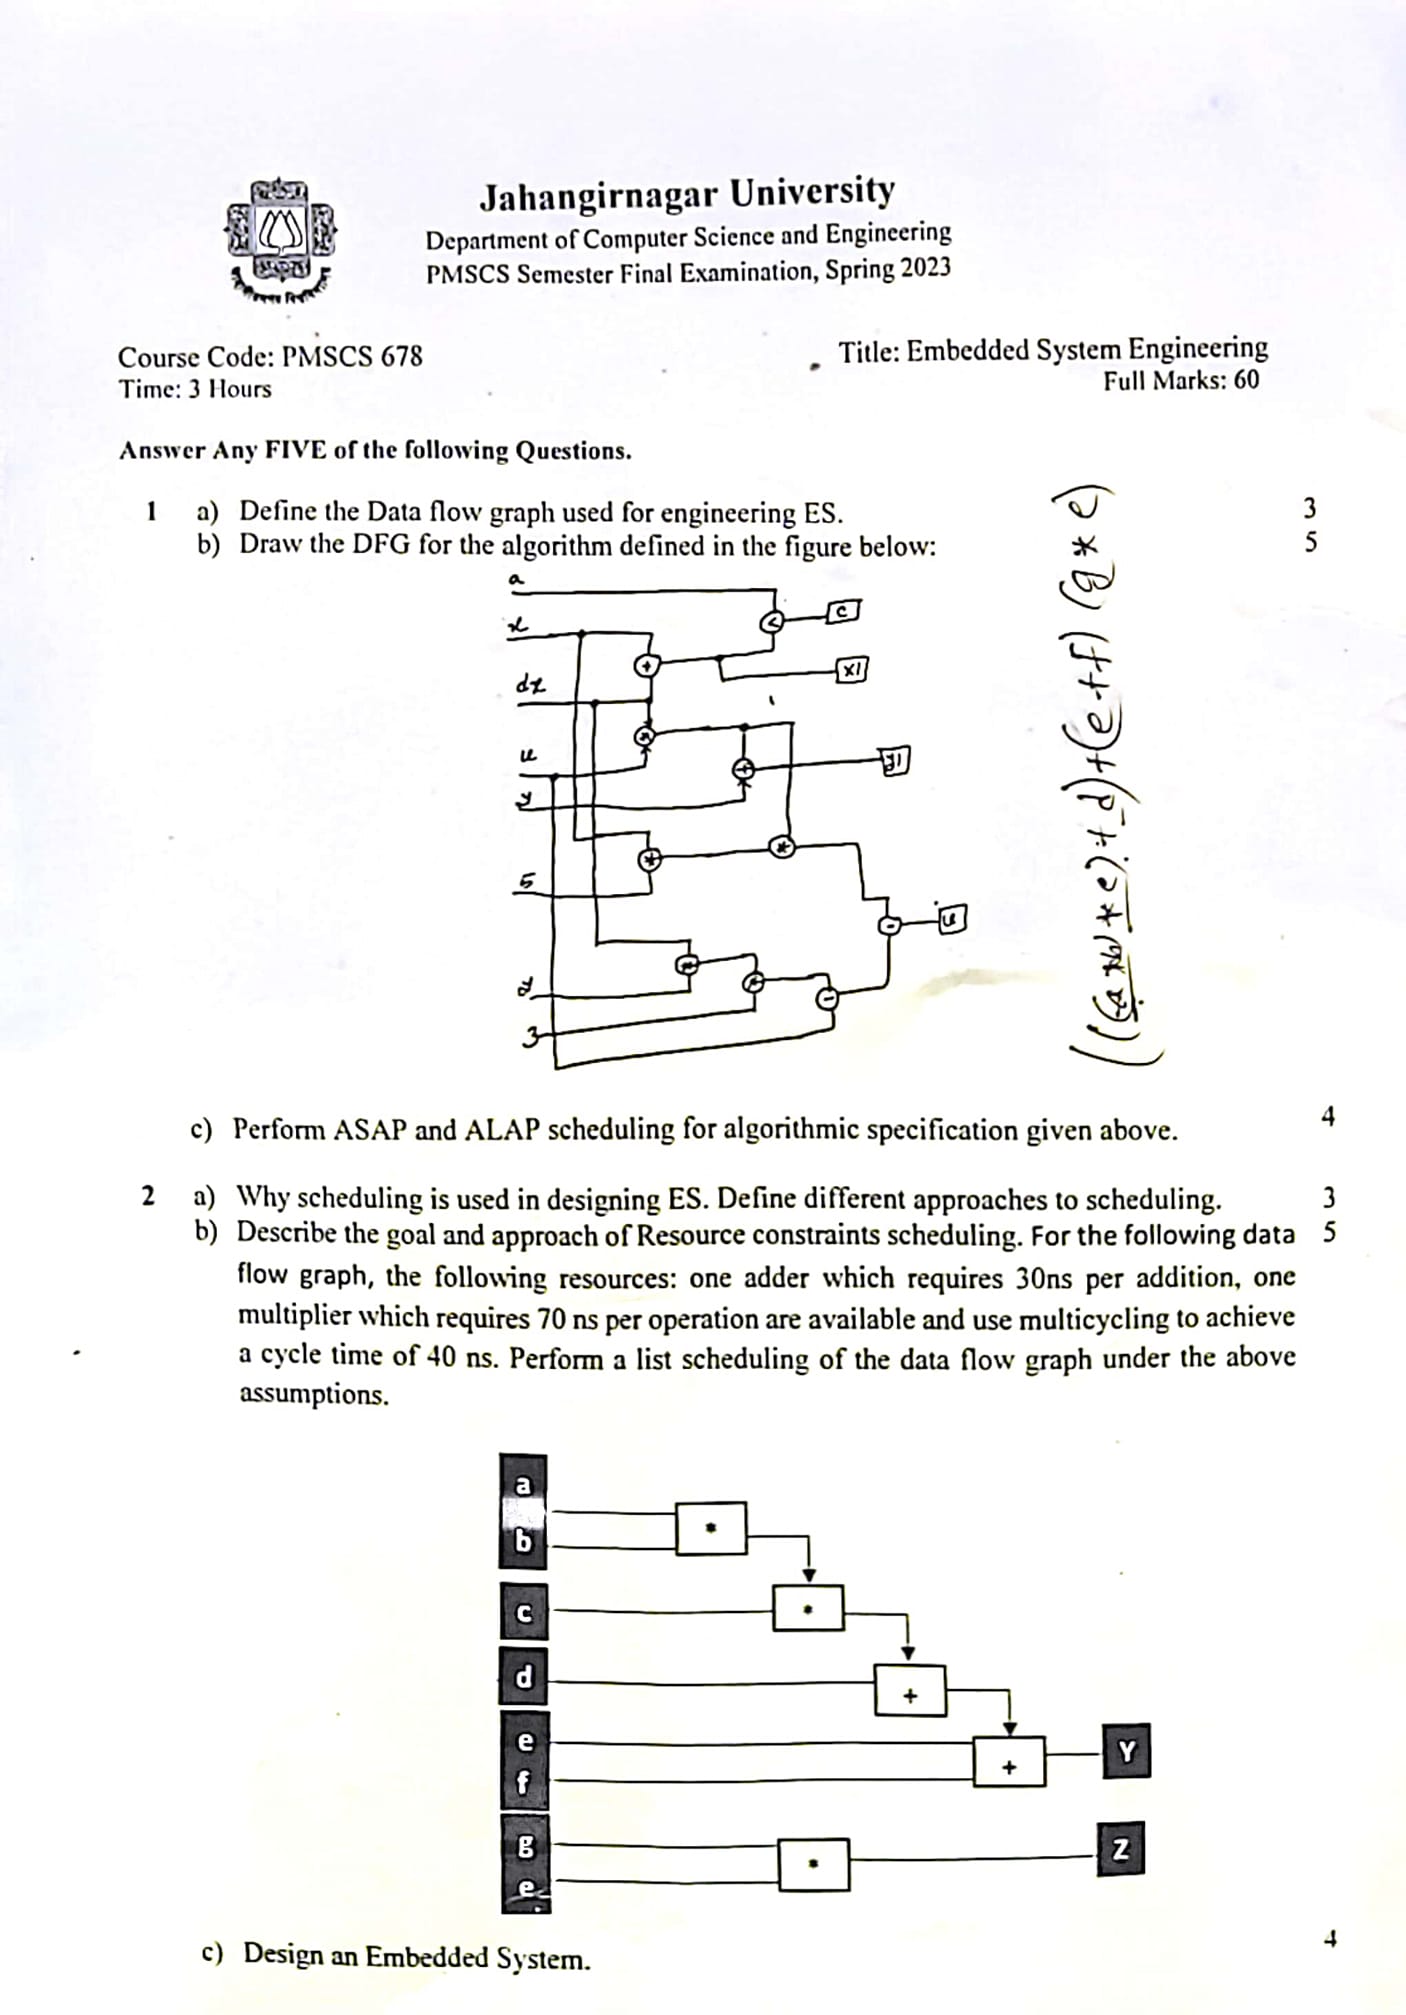 Jahangirnagar University
Department of Computer Science and Engineering
PMSCS Semester Final Examination, Spring 2023
Course Code: PMSCS 678
Title: Embedded System Engineering
Time: 3 Hours
Full Marks: 60
Answer Any FIVE of the following Questions.
1 a) Define the Data flow graph used for engineering ES. 3
b) Draw the DFG for the algorithm defined in the figure below: 5
a
x
dx
u
y
5
y
3
<
c
+
x1
*
+
y1
*
*
-
u
*
*
-
c) Perform ASAP and ALAP scheduling for algorithmic specification given above. 4
2 a) Why scheduling is used in designing ES. Define different approaches to scheduling. 3
b) Describe the goal and approach of Resource constraints scheduling. For the following data 5
flow graph, the following resources: one adder which requires 30ns per addition, one
multiplier which requires 70 ns per operation are available and use multicycling to achieve
a cycle time of 40 ns. Perform a list scheduling of the data flow graph under the above
assumptions.
a
b
*
c
*
d
+
e
f
+
Y
g
e
*
Z
c) Design an Embedded System. 4